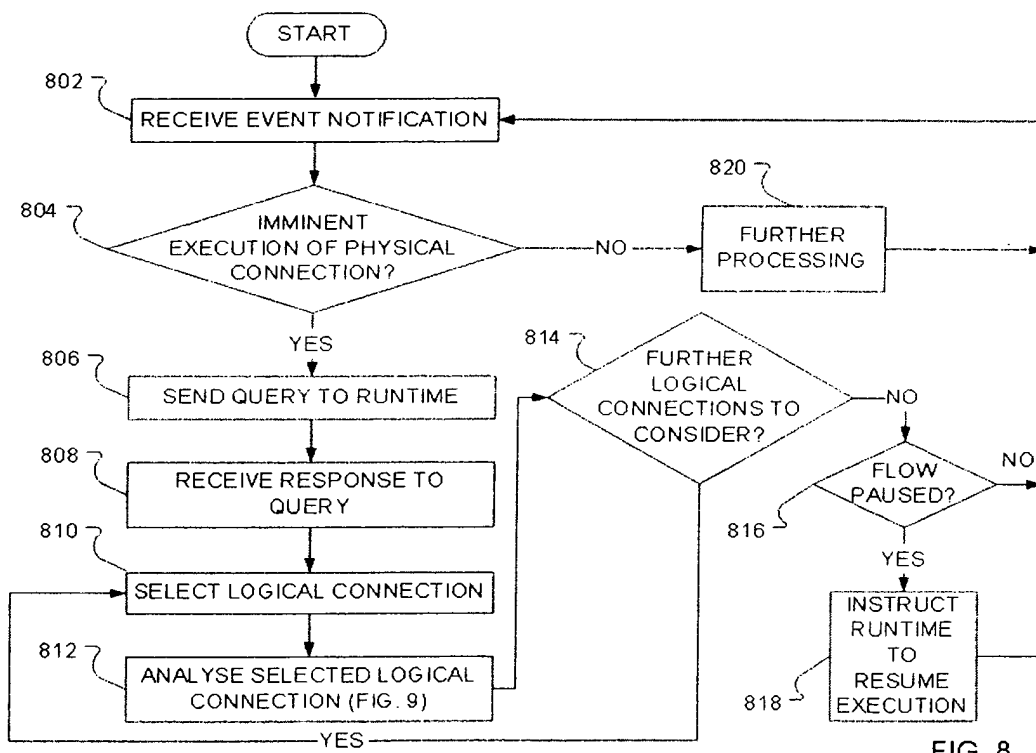 START
802
RECEIVE EVENT NOTIFICATION
804
IMMINENT
EXECUTION OF PHYSICAL
CONNECTION?
NO
820
FURTHER
PROCESSING
YES
806
SEND QUERY TO RUNTIME
808
RECEIVE RESPONSE TO
QUERY
810
SELECT LOGICAL CONNECTION
812
ANALYSE SELECTED LOGICAL
CONNECTION (FIG. 9)
814
FURTHER
LOGICAL
CONNECTIONS TO
CONSIDER?
NO
YES
816
FLOW
PAUSED?
NO
YES
818
INSTRUCT
RUNTIME
TO
RESUME
EXECUTION
FIG. 8